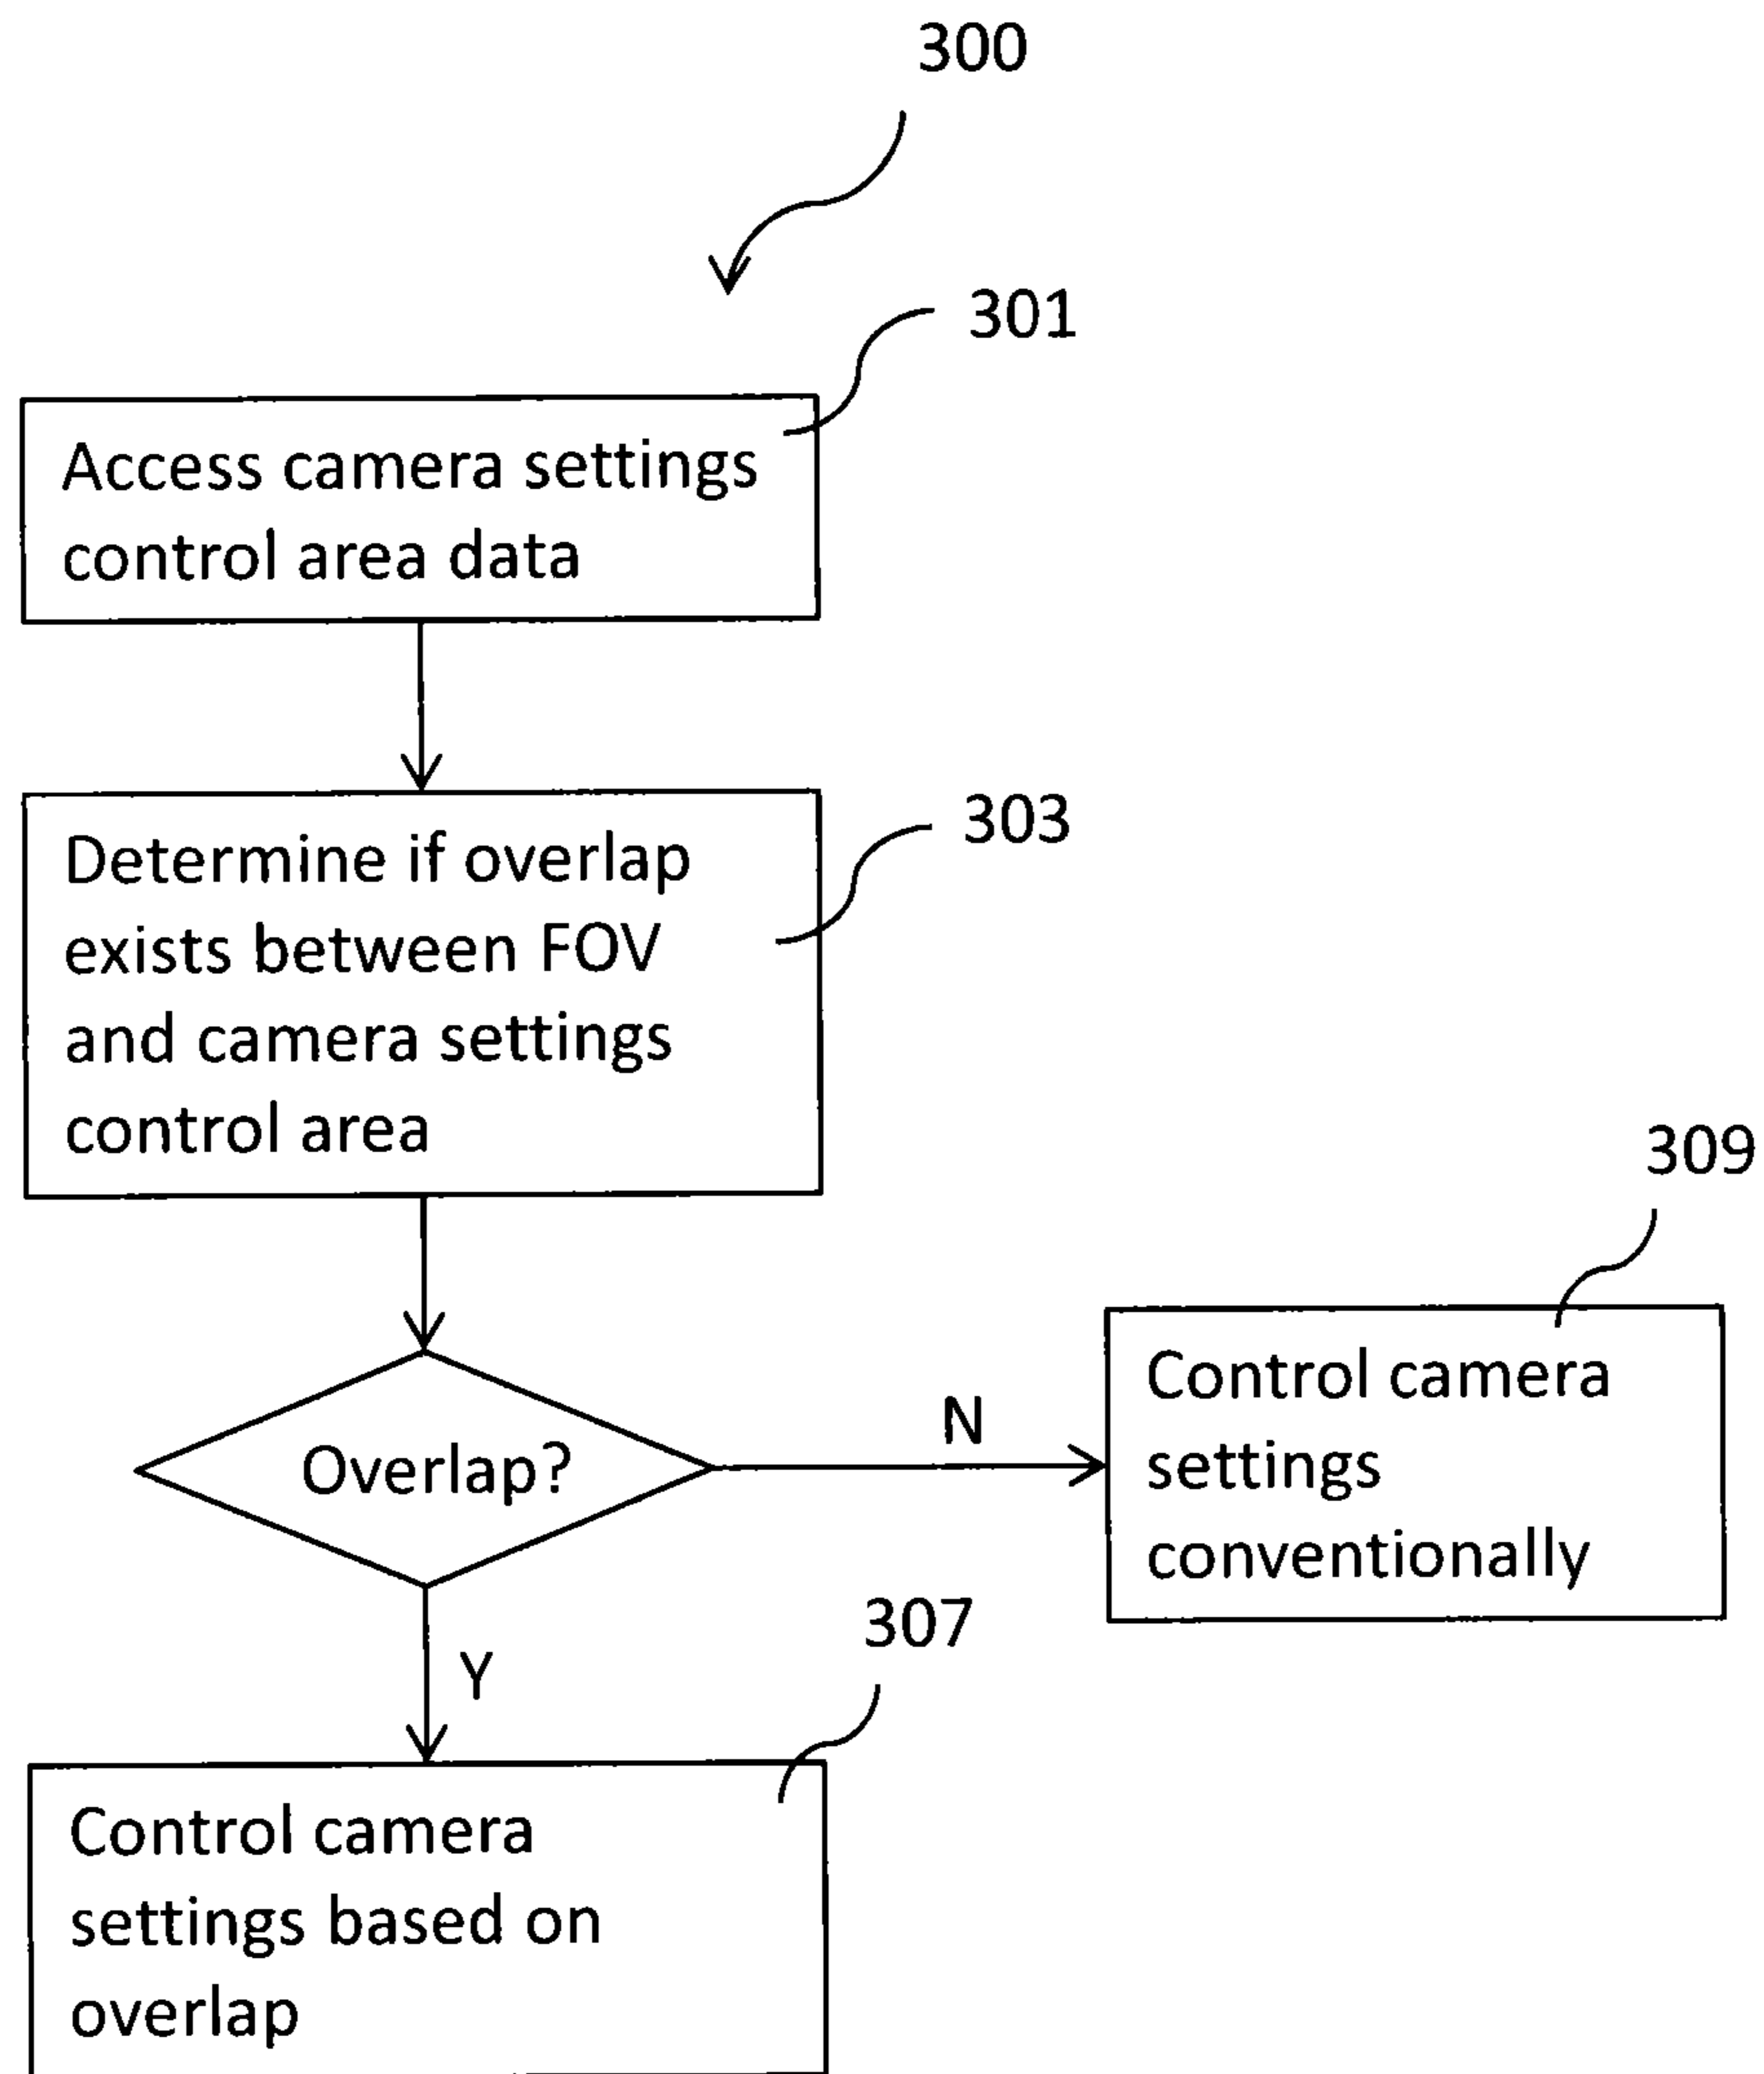 300
301
Access camera settings
control area data
303
Determine if overlap
exists between FOV
and camera settings
control area
309
Control camera
settings
conventionally
N
Overlap?
307
Y
Control camera
settings based on
overlap